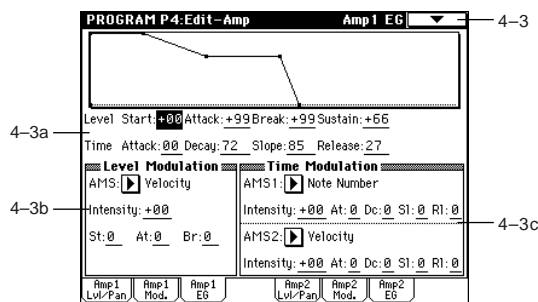 PROGRAM P4:Edit-Amp Amp1 EG
4–3
Level Start:+00 Attack:+99 Break:+99 Sustain:+66
4–3a
Time Attack:00 Decay:72 Slope:85 Release:27
Level Modulation Time Modulation
AMS: Velocity AMS1: Note Number
4–3b
Intensity:+00 Intensity:+00 At:0 Dc:0 Sl:0 Rl:0
4–3c
St:0 At:0 Br:0 AMS2: Velocity
Intensity:+00 At:0 Dc:0 Sl:0 Rl:0
Amp1 Lvl/Pan Amp1 Mod. Amp1 EG Amp2 Lvl/Pan Amp2 Mod. Amp2 EG